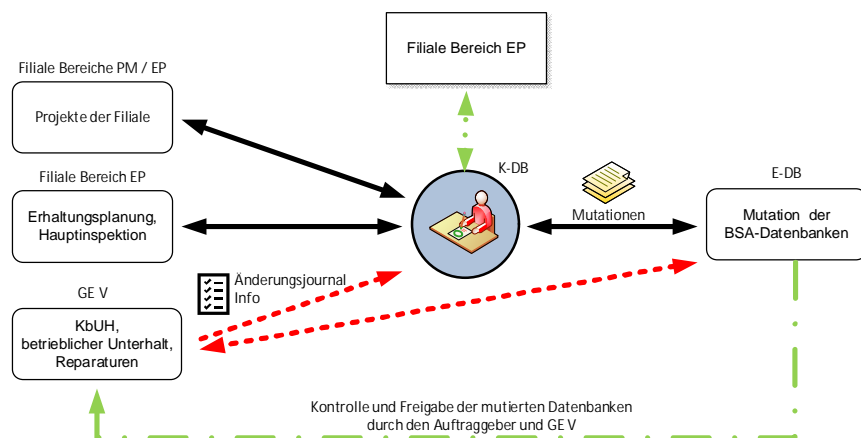 Filiale Bereich EP
Filiale Bereiche PM / EP
Projekte der Filiale
K-DB
Filiale Bereich EP
Erhaltungsplanung,
Hauptinspektion
Mutationen
E-DB
Mutation der
BSA-Datenbanken
Änderungsjournal
Info
GE V
KbUH,
betrieblicher Unterhalt,
Reparaturen
Kontrolle und Freigabe der mutierten Datenbanken
durch den Auftraggeber und GE V